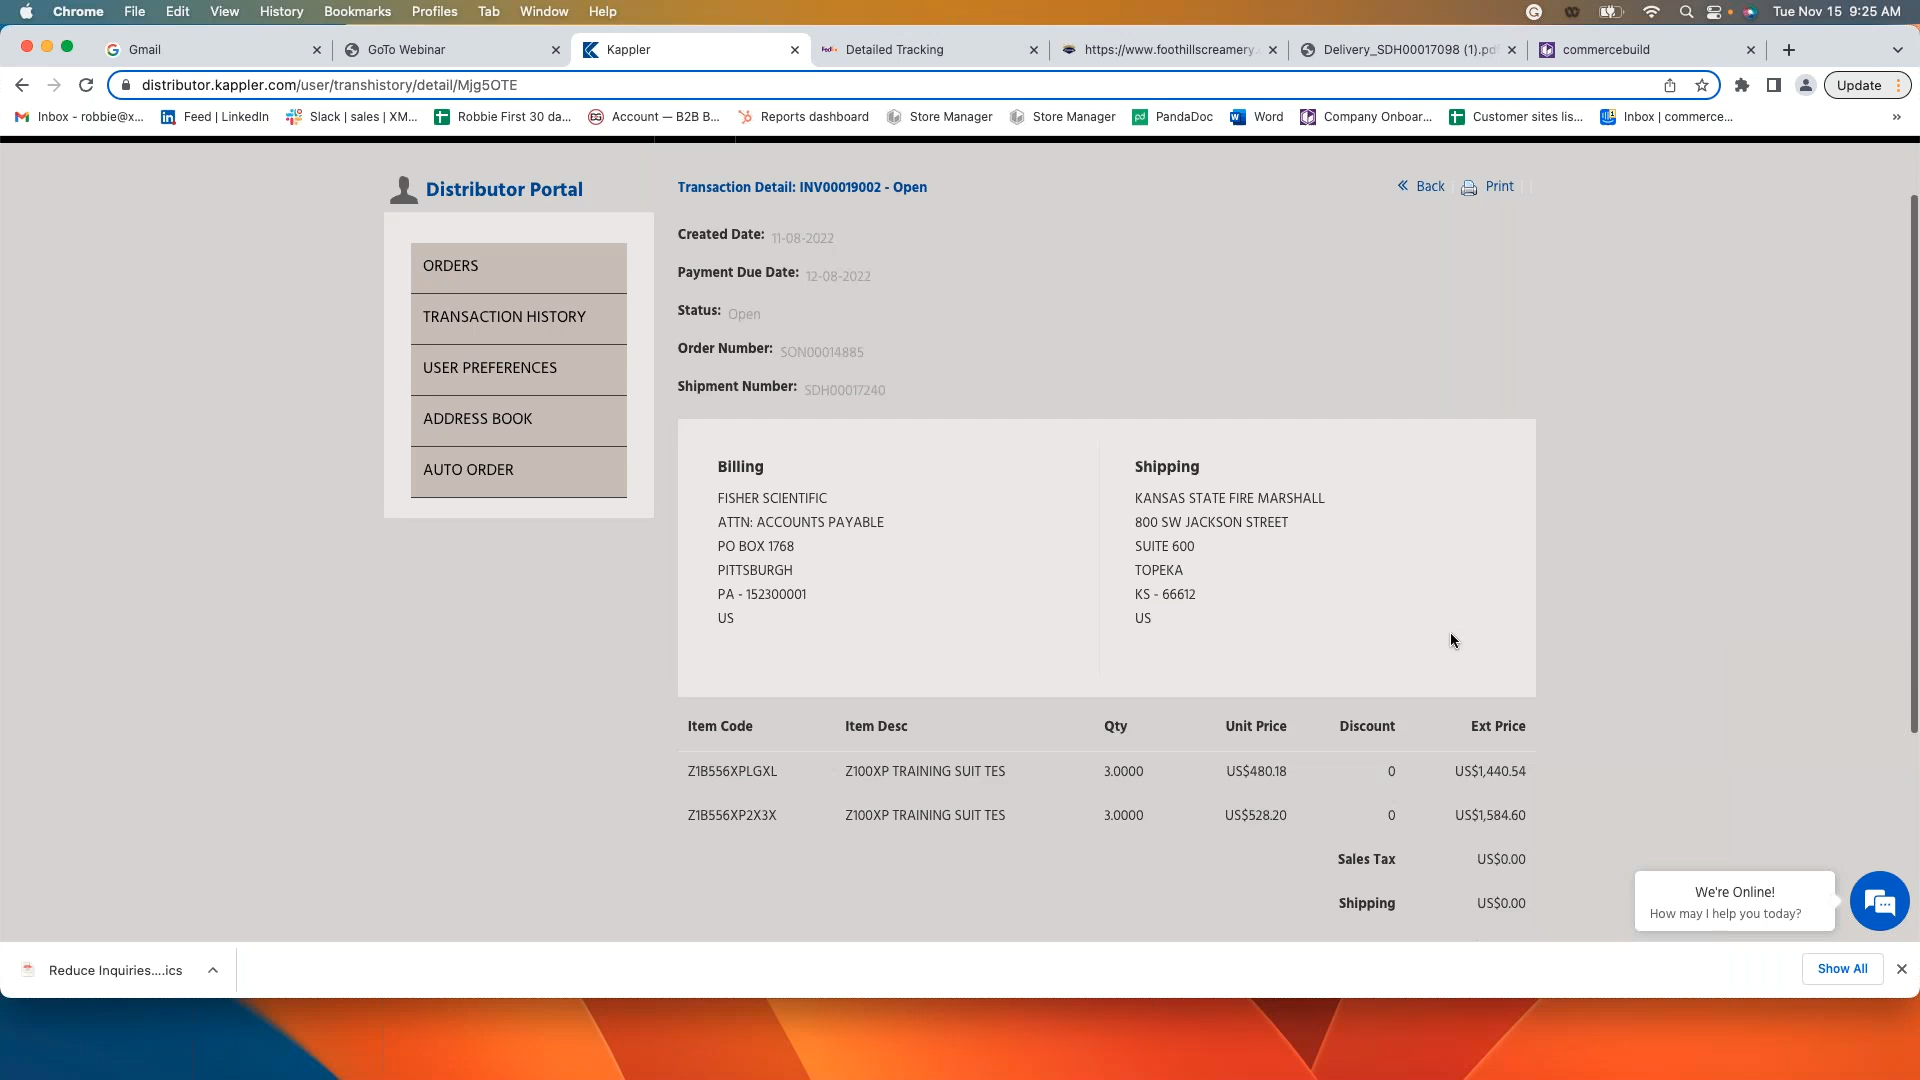 Chrome File Edit View History Bookmarks Profiles Tab Window Help Tue Nov 15 9:25 AM
Gmail GoTo Webinar Kappler Detailed Tracking https://www.foothillscreamery. Delivery_SDH00017098 (1).pdf commercebuild
distributor.kappler.com/user/transhistory/detail/Mjg5OTE Update
Inbox - robbie@x... Feed | LinkedIn Slack | sales | XM... Robbie First 30 da... Account — B2B B... Reports dashboard Store Manager Store Manager PandaDoc Word Company Onboar... Customer sites lis... Inbox | commerce...
Distributor Portal
ORDERS
TRANSACTION HISTORY
USER PREFERENCES
ADDRESS BOOK
AUTO ORDER
Transaction Detail: INV00019002 - Open
Back Print
Created Date: 11-08-2022
Payment Due Date: 12-08-2022
Status: Open
Order Number: SON00014885
Shipment Number: SDH00017240
Billing
FISHER SCIENTIFIC
ATTN: ACCOUNTS PAYABLE
PO BOX 1768
PITTSBURGH
PA - 152300001
US
Shipping
KANSAS STATE FIRE MARSHALL
800 SW JACKSON STREET
SUITE 600
TOPEKA
KS - 66612
US
Item Code Item Desc Qty Unit Price Discount Ext Price
Z1B556XPLGXL Z100XP TRAINING SUIT TES 3.0000 US$480.18 0 US$1,440.54
Z1B556XP2X3X Z100XP TRAINING SUIT TES 3.0000 US$528.20 0 US$1,584.60
Sales Tax US$0.00
Shipping US$0.00
We're Online!
How may I help you today?
Reduce Inquiries....ics
Show All